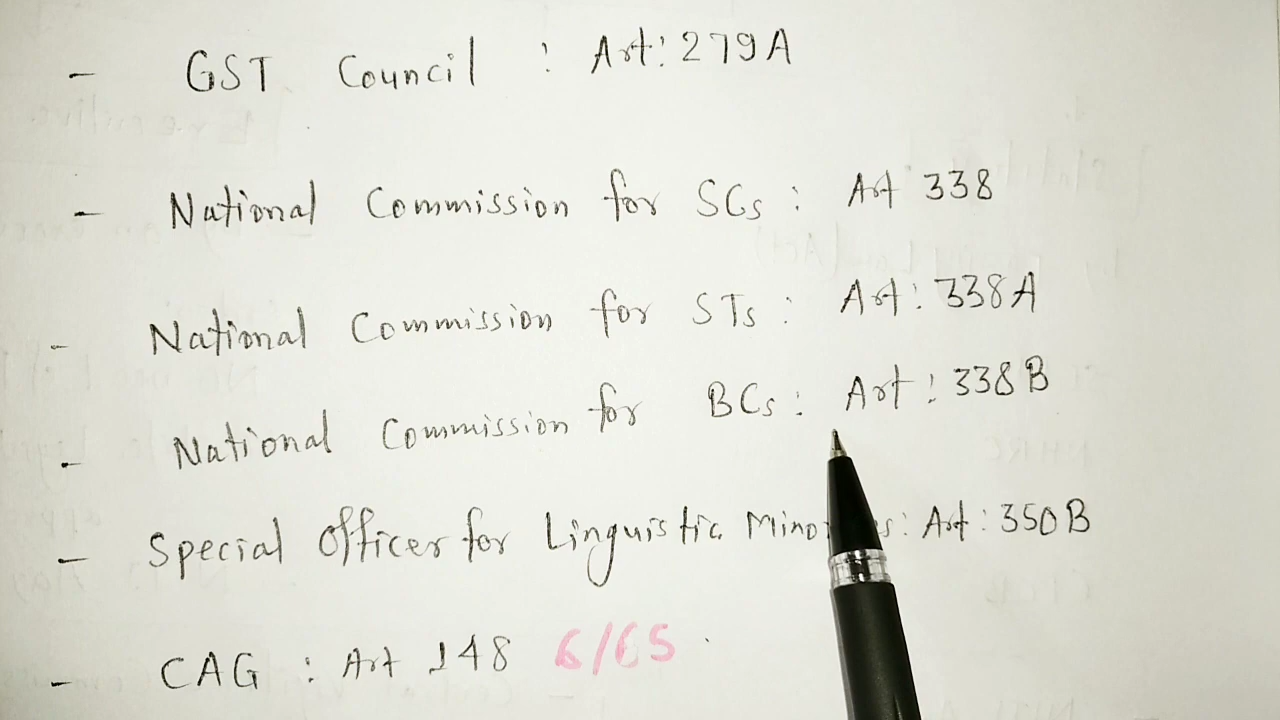 - GST Council : Art: 279A
- National Commission for SCs : Art 338
- National Commission for STs : Art: 338A
- National Commission for BCs : Art : 338B
- Special Officer for Linguistic : Art : 350B
- CAG : Art 148 6/65